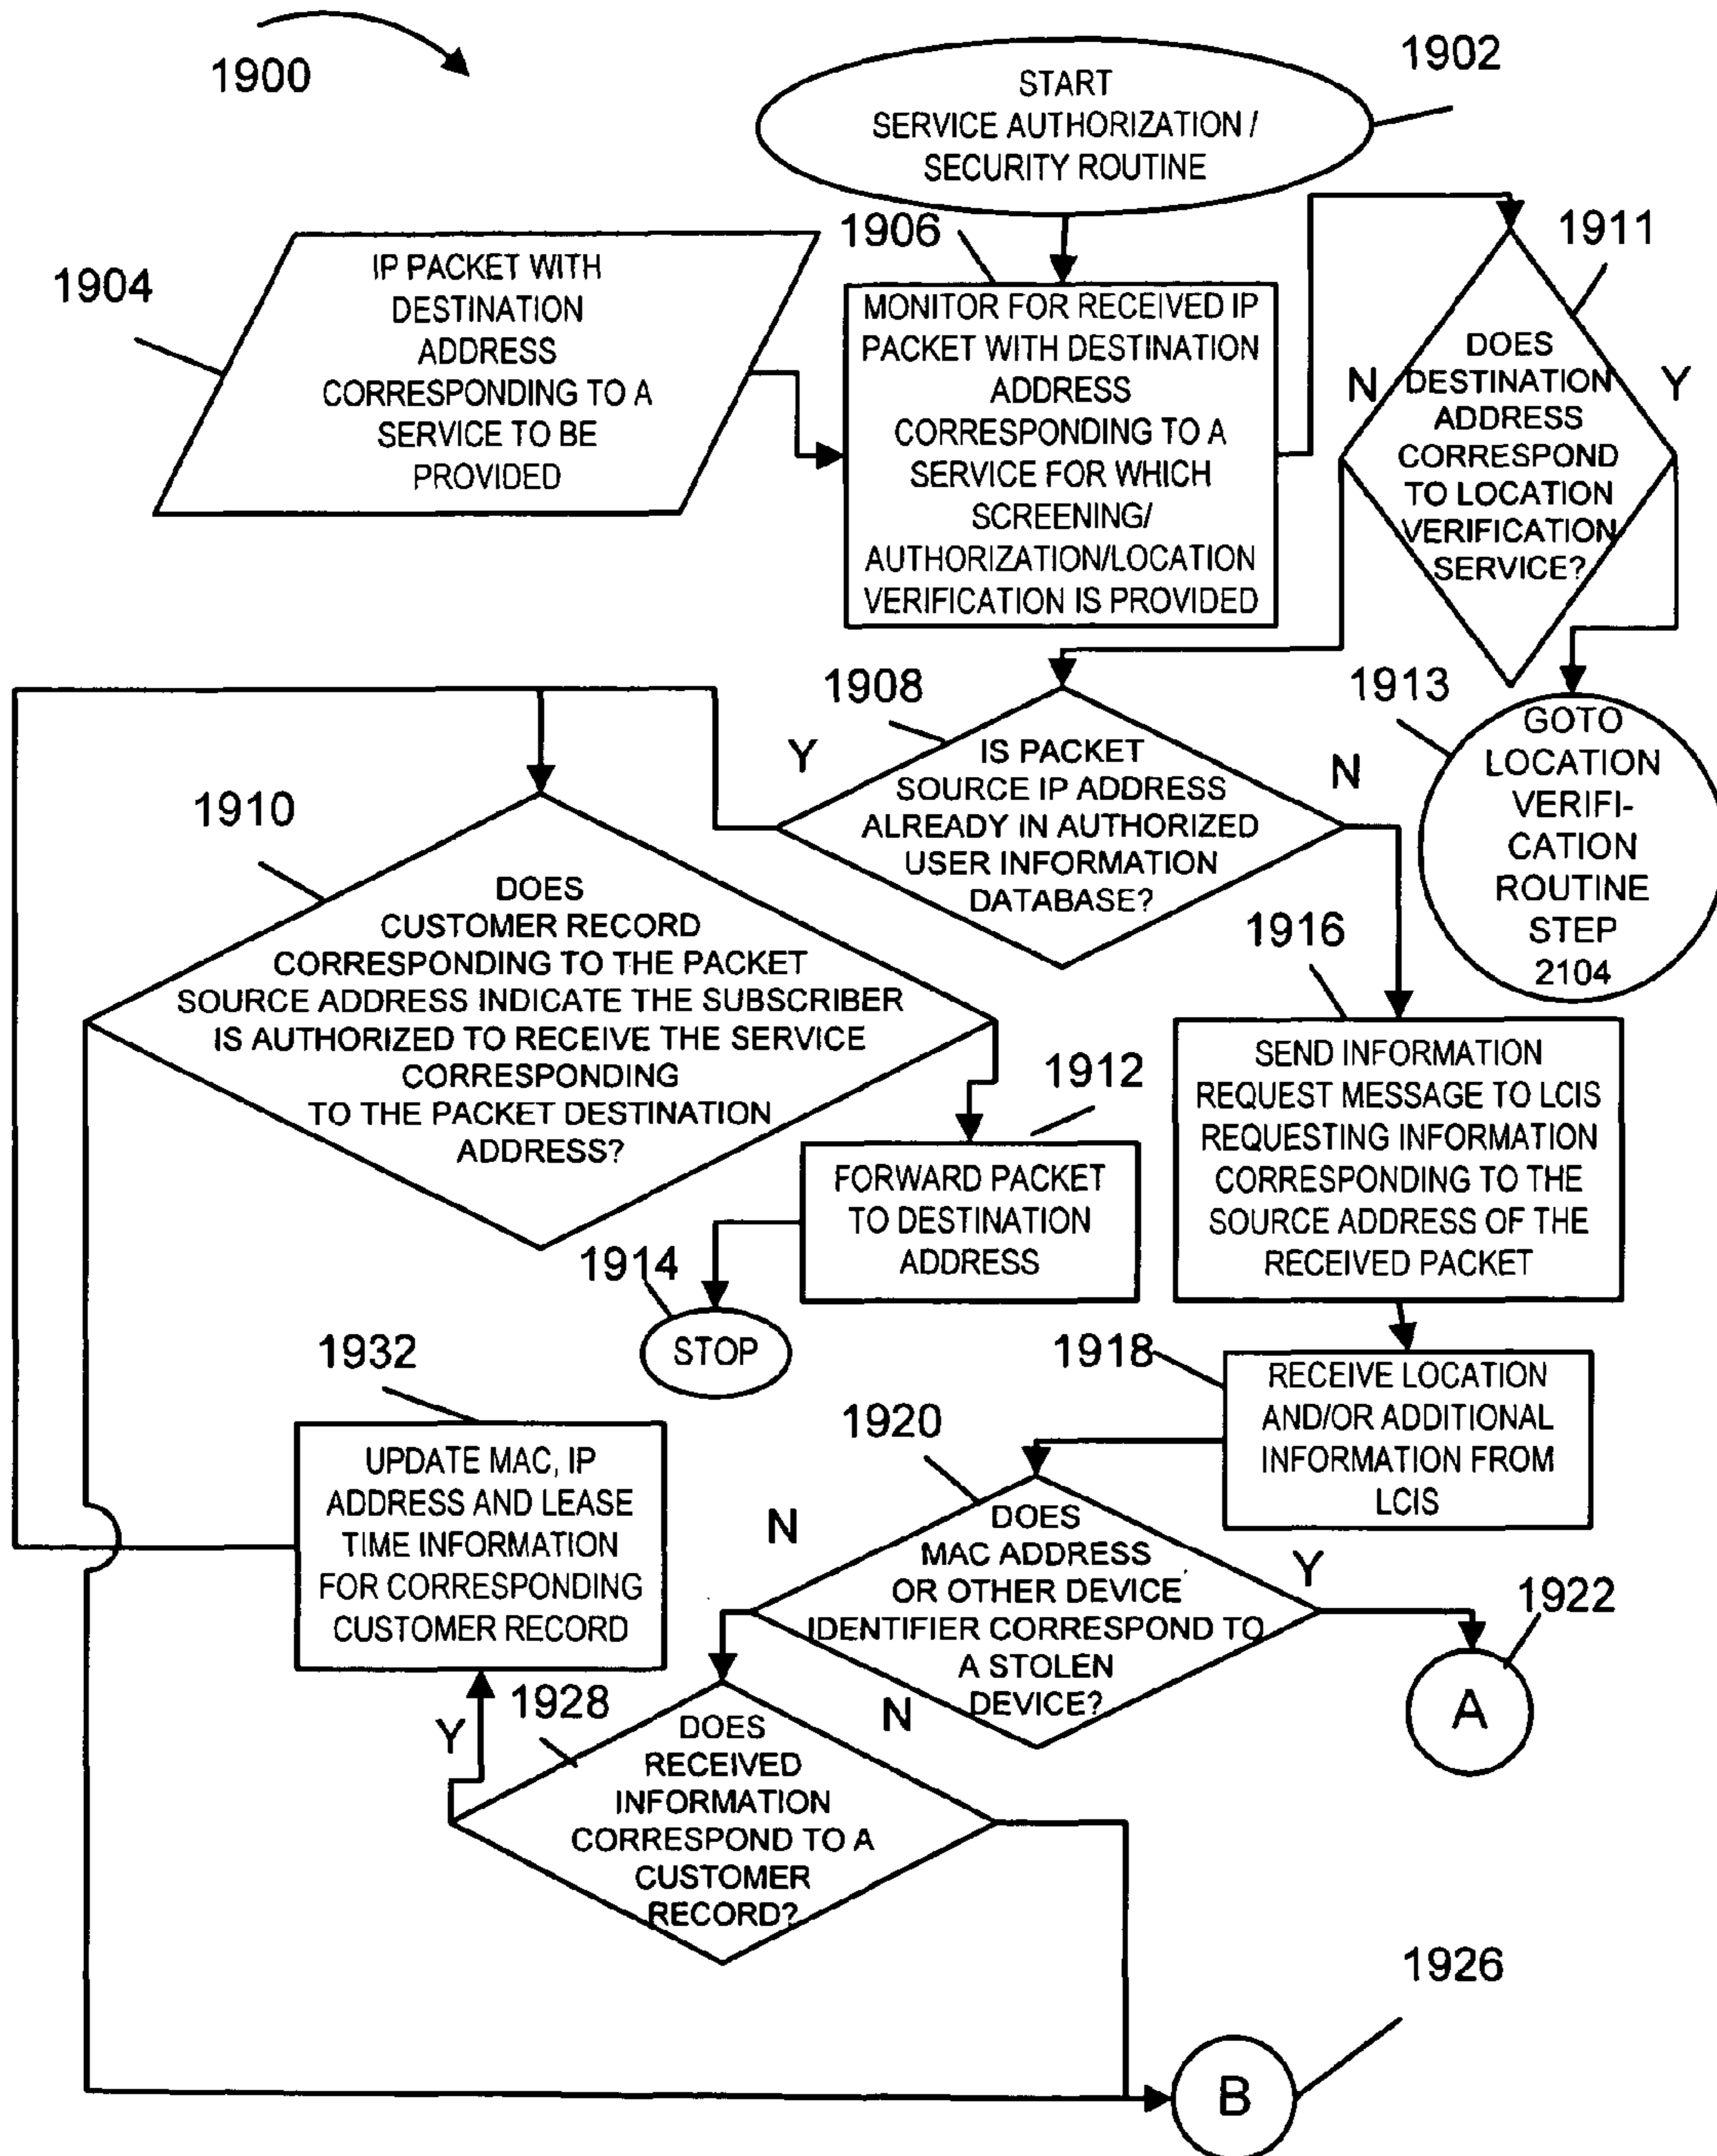 1900
1902
START
SERVICE AUTHORIZATION /
SECURITY ROUTINE
1904
IP PACKET WITH
DESTINATION
ADDRESS
CORRESPONDING TO A
SERVICE TO BE
PROVIDED
1906
MONITOR FOR RECEIVED IP
PACKET WITH DESTINATION
ADDRESS
CORRESPONDING TO A
SERVICE FOR WHICH
SCREENING/
AUTHORIZATION/LOCATION
VERIFICATION IS PROVIDED
1911
N
Y
DOES
DESTINATION
ADDRESS
CORRESPOND
TO LOCATION
VERIFICATION
SERVICE?
1913
GOTO
LOCATION
VERIFI-
CATION
ROUTINE
STEP
2104
1908
Y
N
IS PACKET
SOURCE IP ADDRESS
ALREADY IN AUTHORIZED
USER INFORMATION
DATABASE?
1910
DOES
CUSTOMER RECORD
CORRESPONDING TO THE PACKET
SOURCE ADDRESS INDICATE THE SUBSCRIBER
IS AUTHORIZED TO RECEIVE THE SERVICE
CORRESPONDING
TO THE PACKET DESTINATION
ADDRESS?
1912
FORWARD PACKET
TO DESTINATION
ADDRESS
1914
STOP
1916
SEND INFORMATION
REQUEST MESSAGE TO LCIS
REQUESTING INFORMATION
CORRESPONDING TO THE
SOURCE ADDRESS OF THE
RECEIVED PACKET
1918
RECEIVE LOCATION
AND/OR ADDITIONAL
INFORMATION FROM
LCIS
1920
N
Y
DOES
MAC ADDRESS
OR OTHER DEVICE
IDENTIFIER CORRESPOND TO
A STOLEN
DEVICE?
1922
A
1932
UPDATE MAC, IP
ADDRESS AND LEASE
TIME INFORMATION
FOR CORRESPONDING
CUSTOMER RECORD
1928
Y
N
DOES
RECEIVED
INFORMATION
CORRESPOND TO A
CUSTOMER
RECORD?
1926
B